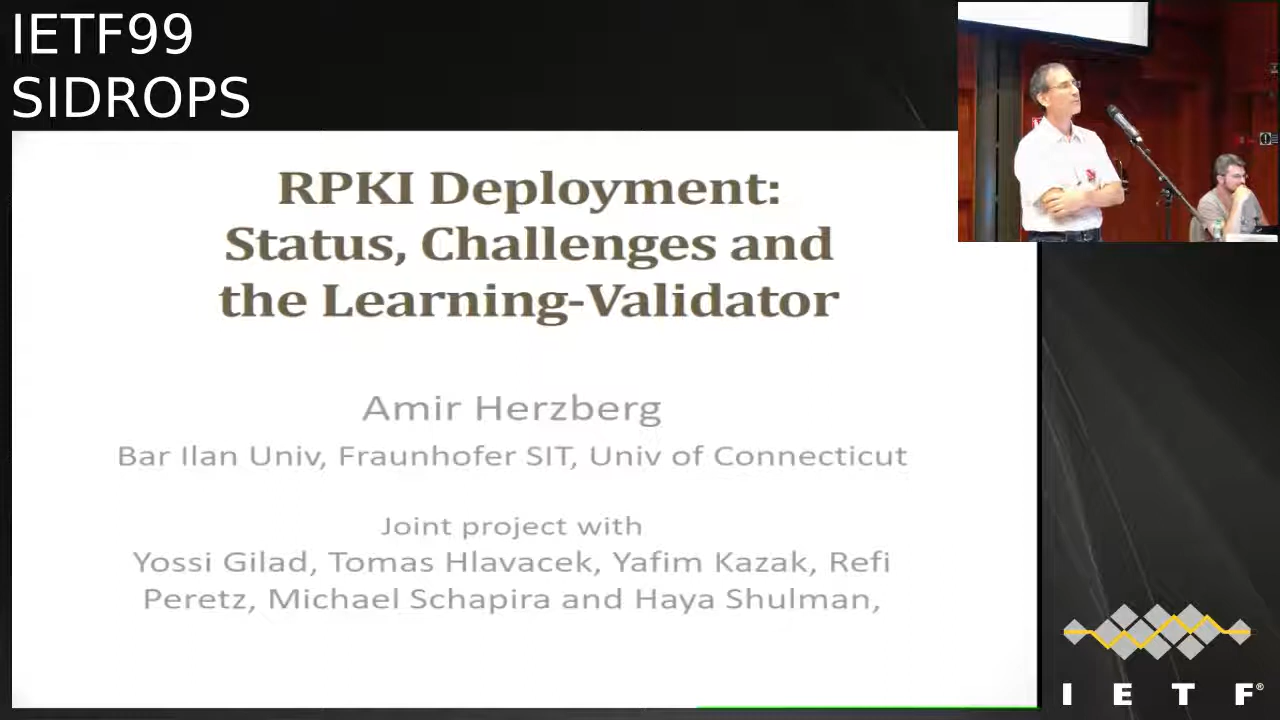 IETF99
SIDROPS
RPKI Deployment:
Status, Challenges and
the Learning-Validator
Amir Herzberg
Bar Ilan Univ, Fraunhofer SIT, Univ of Connecticut
Joint project with
Yossi Gilad, Tomas Hlavacek, Yafim Kazak, Refi
Peretz, Michael Schapira and Haya Shulman,
I E T F®